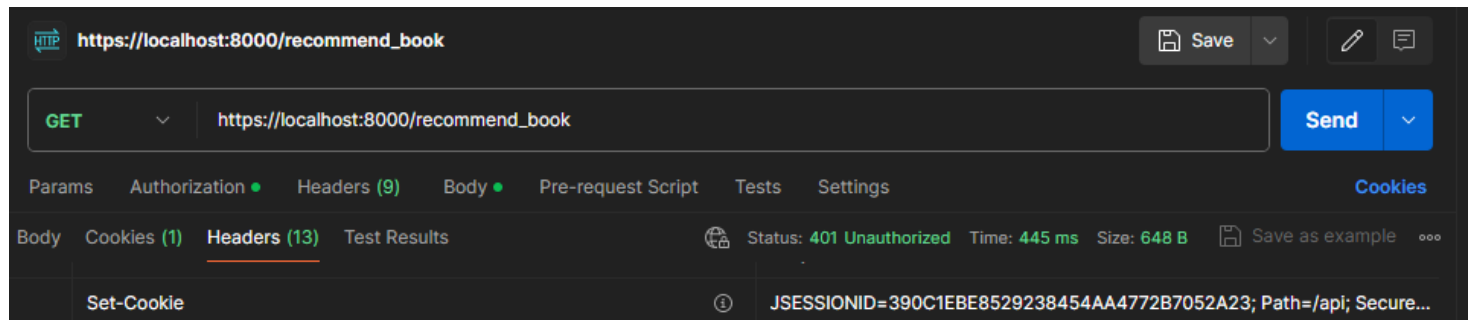 HTTP https://localhost:8000/recommend_book Save
GET https://localhost:8000/recommend_book Send
Params Authorization Headers (9) Body Pre-request Script Tests Settings Cookies
Body Cookies (1) Headers (13) Test Results Status: 401 Unauthorized Time: 445 ms Size: 648 B Save as example
Set-Cookie JSESSIONID=390C1EBE8529238454AA4772B7052A23; Path=/api; Secure...